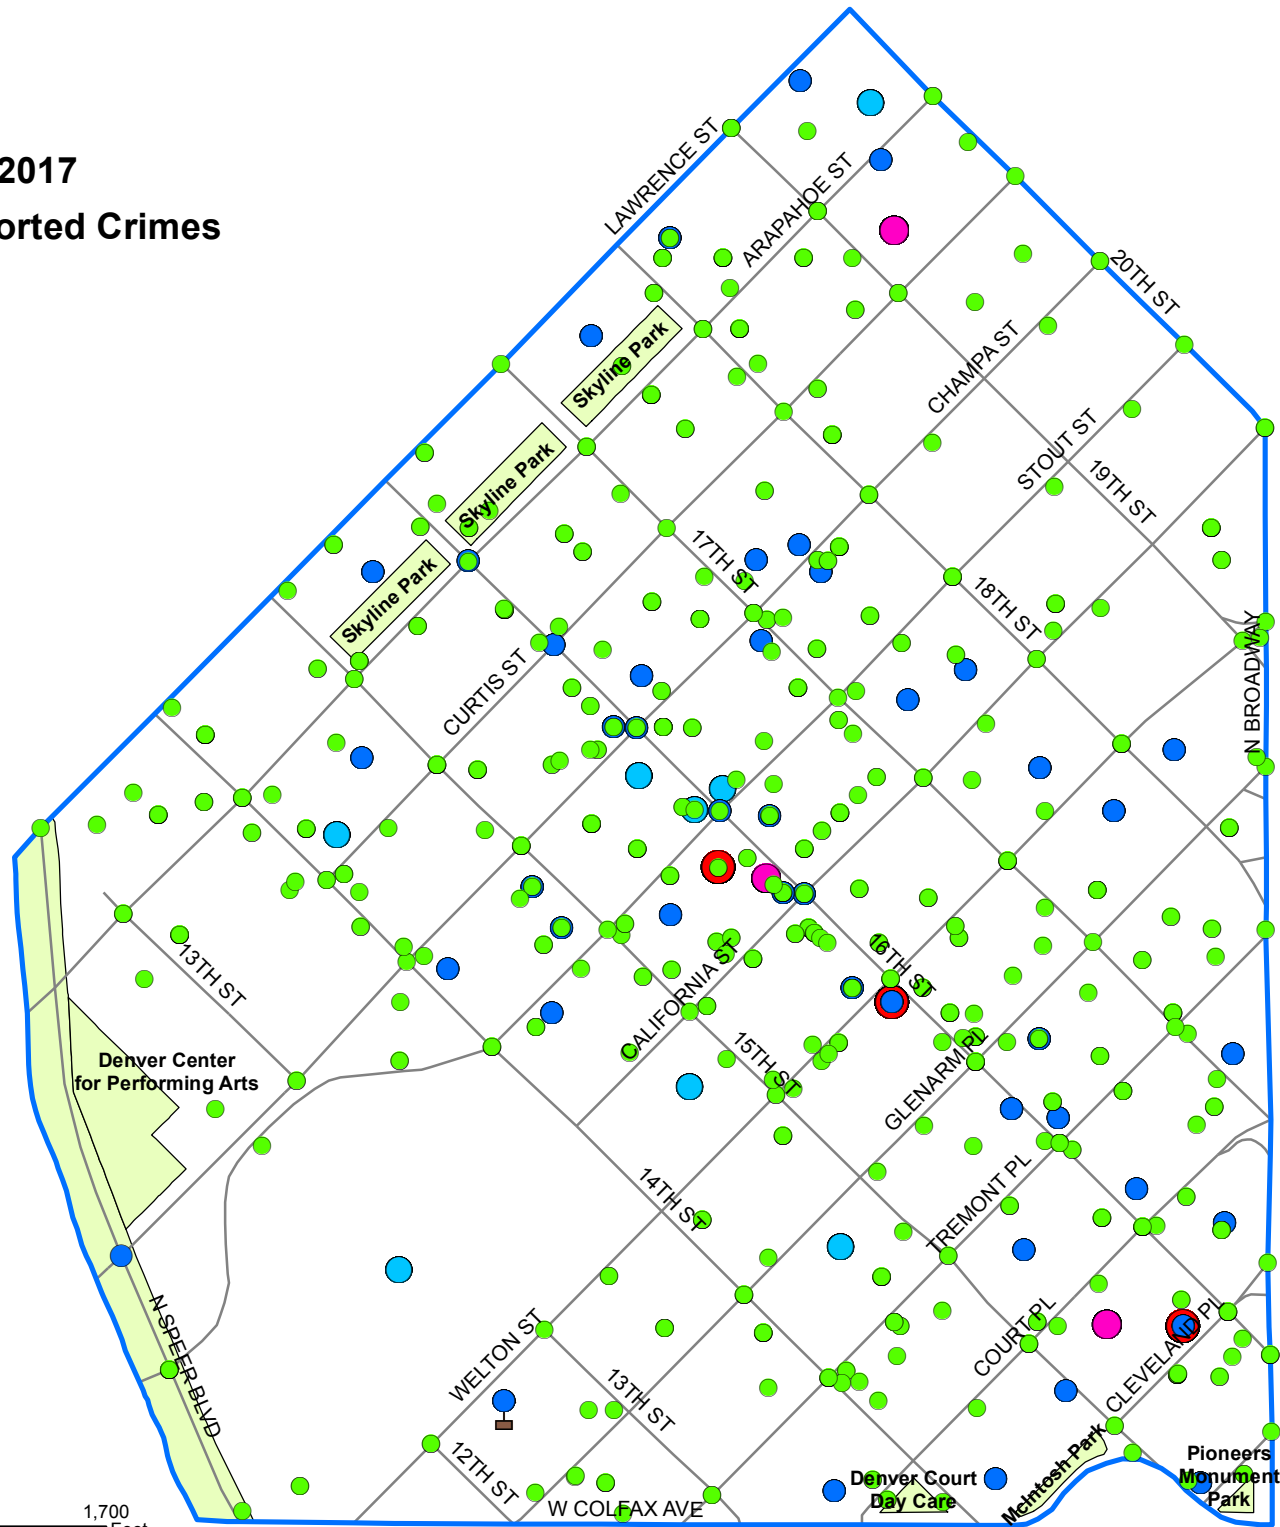 2017
orted Crimes
LAWRENCE ST
ARAPAHOE ST
20TH ST
Skyline Park
CHAMPA ST
Skyline Park
STOUT ST
19TH ST
Skyline Park
17TH ST
18TH ST
N BROADWAY
CURTIS ST
13TH ST
16TH ST
CALIFORNIA ST
Denver Center
for Performing Arts
15TH ST
GLENARM PL
14TH ST
TREMONT PL
N SPEER BLVD
WELTON ST
COURT PL
CLEVELAND PL
13TH ST
12TH ST
McIntosh Park
Pioneers
Monument
Park
Denver Court
Day Care
W COLFAX AVE
1,700
Feet